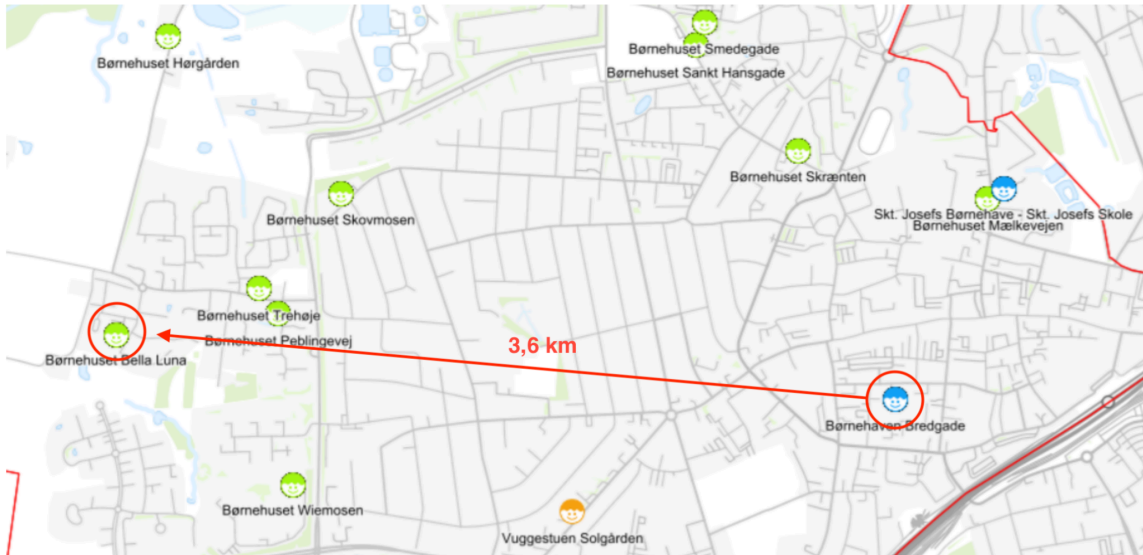 Børnehuset Hørgården
Børnehuset Smedegade
Børnehuset Sankt Hansgade
Børnehuset Skrænten
Børnehuset Skovmosen
Skt. Josefs Børnehave - Skt. Josefs Skole
Børnehuset Mælkevejen
Børnehuset Trehøje
Børnehuset Peblingevej
3,6 km
Børnehuset Bella Luna
Børnehaven Bredgade
Børnehuset Wiemosen
Vuggestuen Solgården